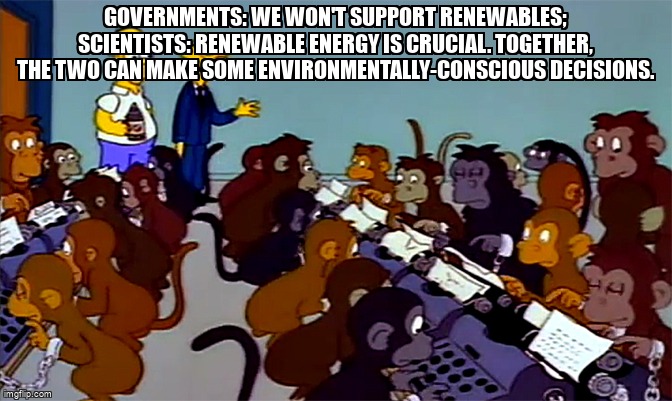 GOVERNMENTS: WE WON'T SUPPORT RENEWABLES;
SCIENTISTS: RENEWABLE ENERGY IS CRUCIAL. TOGETHER,
THE TWO CAN MAKE SOME ENVIRONMENTALLY-CONSCIOUS DECISIONS.
imgflip.com